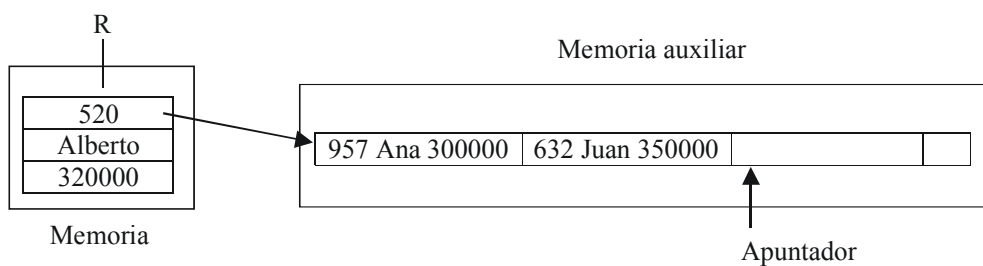 R
Memoria auxiliar
520
Alberto
320000
957 Ana 300000 632 Juan 350000
Memoria
Apuntador